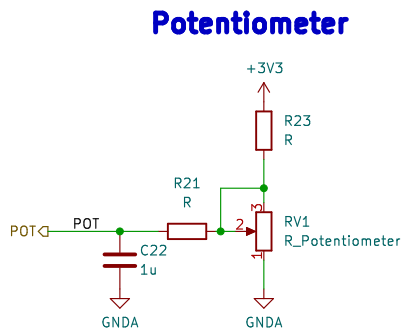 Potentiometer
+3V3
R23
R
R21
R
3
RV1
R_Potentiometer
2
1
POT
POT
C22
1u
GNDA
GNDA